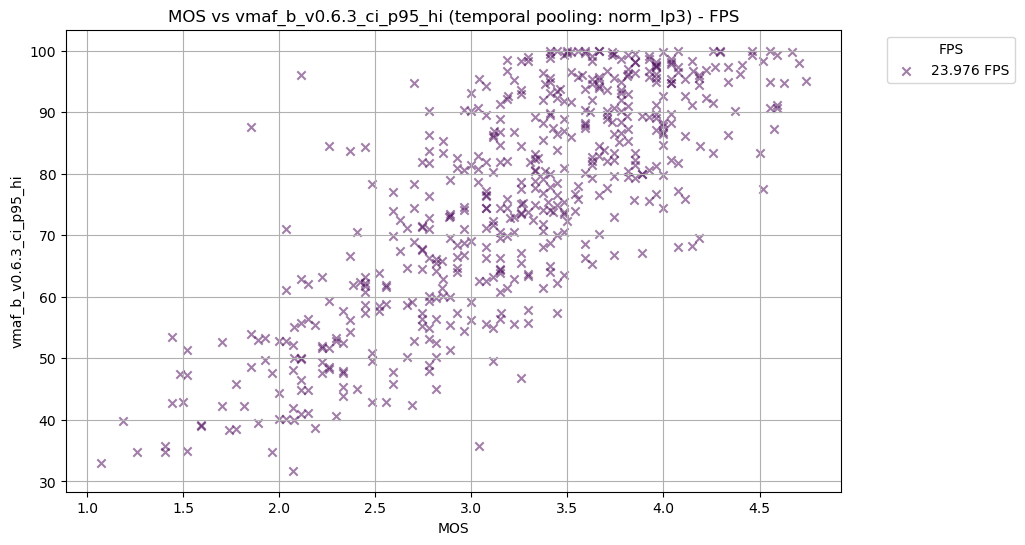 MOS vs vmaf_b_v0.6.3_ci_p95_hi (temporal pooling: norm_lp3) - FPS
FPS
23.976 FPS
vmaf_b_v0.6.3_ci_p95_hi
100
90
80
70
60
50
40
30
1.0 1.5 2.0 2.5 3.0 3.5 4.0 4.5
MOS